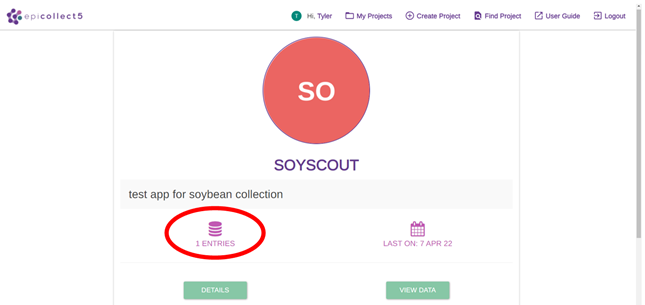 epicollect5
T Hi, Tyler My Projects Create Project Find Project User Guide Logout
SO
SOYSCOUT
test app for soybean collection
1 ENTRIES LAST ON: 7 APR 22
DETAILS VIEW DATA